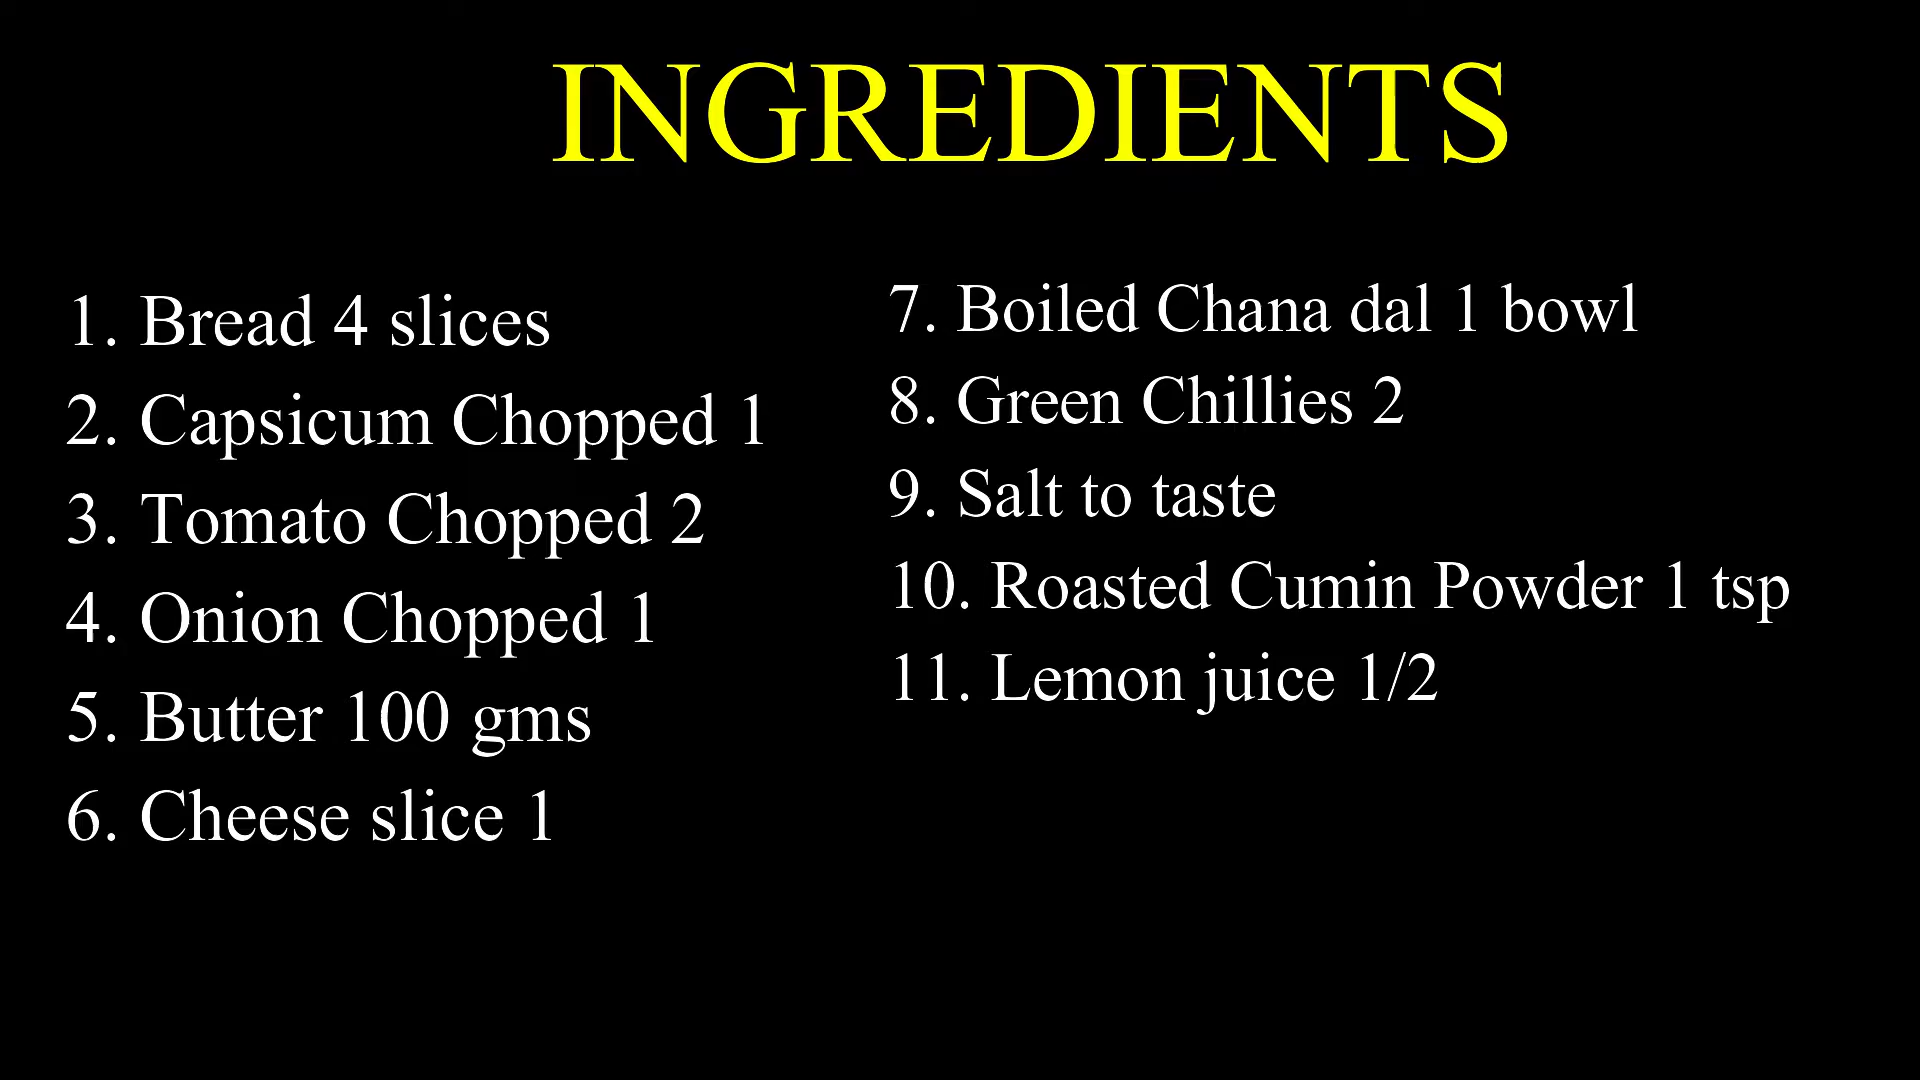 INGREDIENTS
1. Bread 4 slices
2. Capsicum Chopped 1
3. Tomato Chopped 2
4. Onion Chopped 1
5. Butter 100 gms
6. Cheese slice 1
7. Boiled Chana dal 1 bowl
8. Green Chillies 2
9. Salt to taste
10. Roasted Cumin Powder 1 tsp
11. Lemon juice 1/2